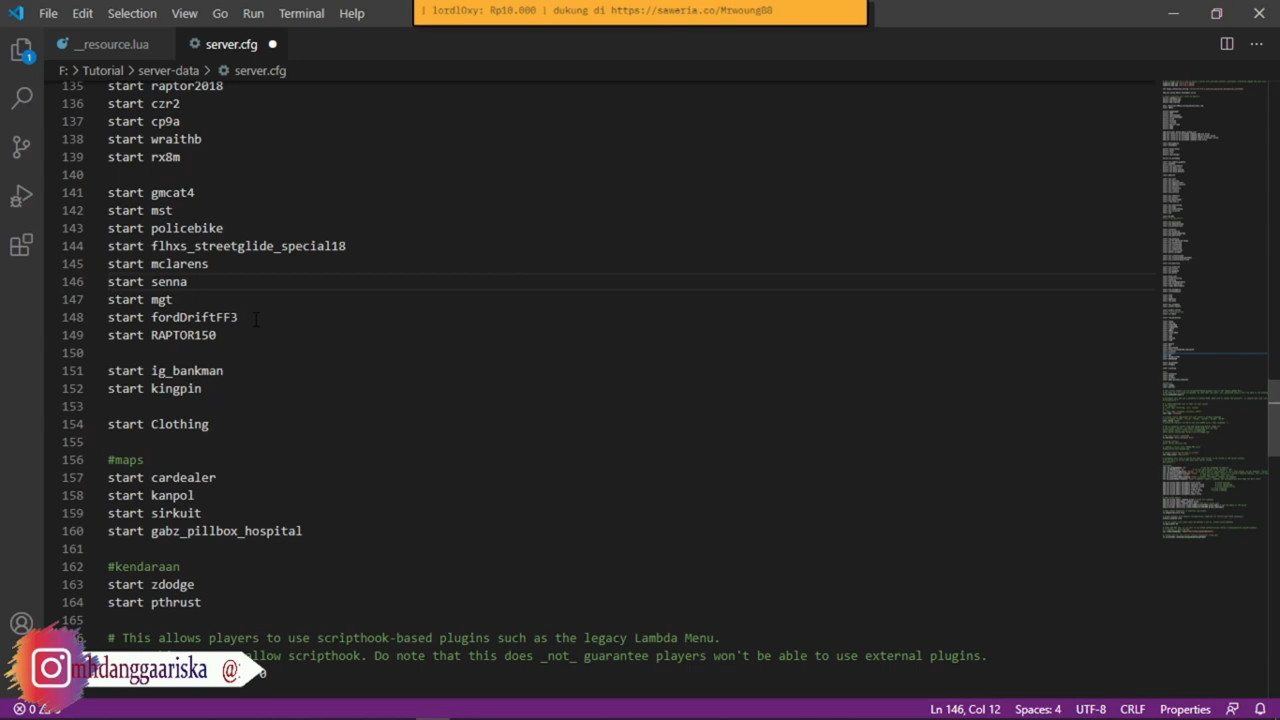 File Edit Selection View Go Run Terminal Help
| lordl0xy: Rp10.000 | dukung di https://saweria.co/Mrwoung88
__resource.lua server.cfg
F: > Tutorial > server-data > server.cfg
1
135 start raptor2018
136 start czr2
137 start cp9a
138 start wraithb
139 start rx8m
140
141 start gmcat4
142 start mst
143 start policebike
144 start flhxs_streetglide_special18
145 start mclarens
146 start senna
147 start mgt
148 start fordDriftFF3
149 start RAPTOR150
150
151 start ig_bankman
152 start kingpin
153
154 start Clothing
155
156 #maps
157 start cardealer
158 start kanpol
159 start sirkuit
160 start gabz_pillbox_hospital
161
162 #kendaraan
163 start zdodge
164 start pthrust
165
# This allows players to use scripthook-based plugins such as the legacy Lambda Menu.
allow scripthook. Do note that this does _not_ guarantee players won't be able to use external plugins.
0
mhdanggaariska @
0 Ln 146, Col 12 Spaces: 4 UTF-8 CRLF Properties